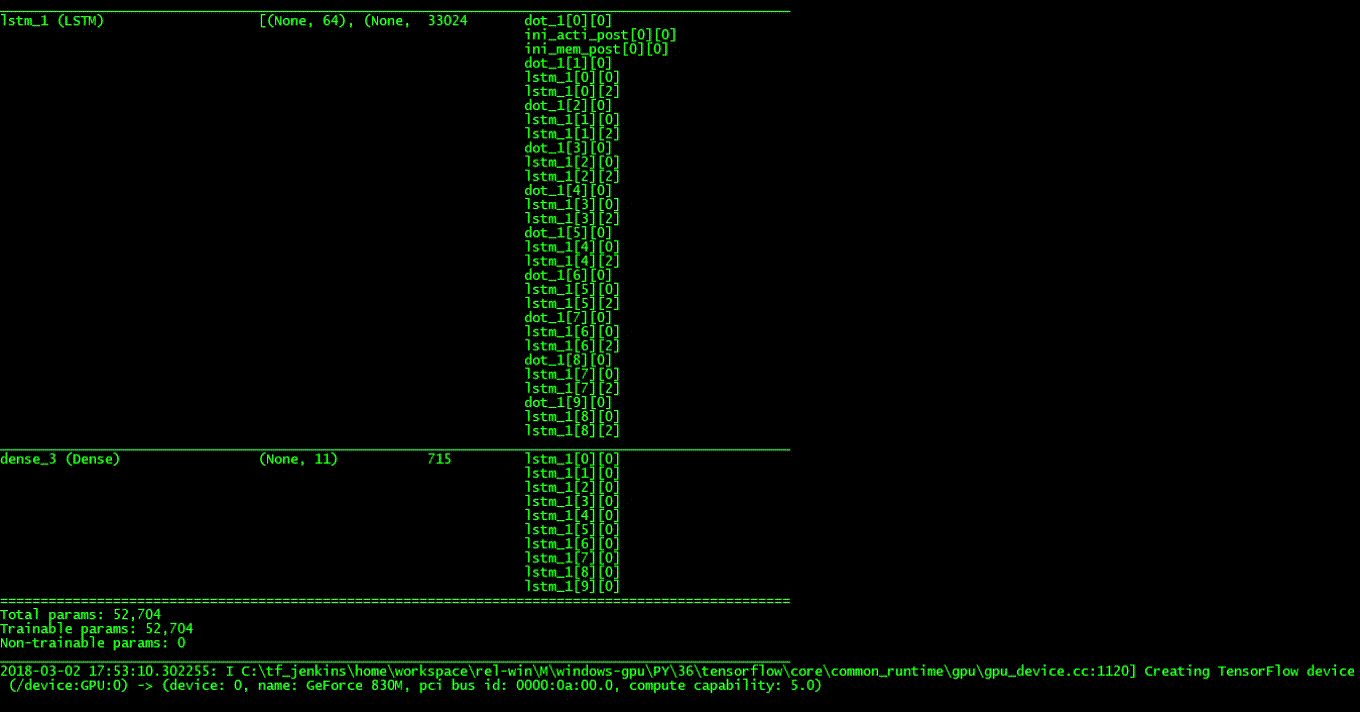 lstm_1 (LSTM) [(None, 64), (None, 33024 dot_1[0][0]
ini_acti_post[0][0]
ini_mem_post[0][0]
dot_1[1][0]
lstm_1[0][0]
lstm_1[0][2]
dot_1[2][0]
lstm_1[1][0]
lstm_1[1][2]
dot_1[3][0]
lstm_1[2][0]
lstm_1[2][2]
dot_1[4][0]
lstm_1[3][0]
lstm_1[3][2]
dot_1[5][0]
lstm_1[4][0]
lstm_1[4][2]
dot_1[6][0]
lstm_1[5][0]
lstm_1[5][2]
dot_1[7][0]
lstm_1[6][0]
lstm_1[6][2]
dot_1[8][0]
lstm_1[7][0]
lstm_1[7][2]
dot_1[9][0]
lstm_1[8][0]
lstm_1[8][2]
dense_3 (Dense) (None, 11) 715 lstm_1[0][0]
lstm_1[1][0]
lstm_1[2][0]
lstm_1[3][0]
lstm_1[4][0]
lstm_1[5][0]
lstm_1[6][0]
lstm_1[7][0]
lstm_1[8][0]
lstm_1[9][0]
Total params: 52,704
Trainable params: 52,704
Non-trainable params: 0
2018-03-02 17:53:10.302255: I C:\tf_jenkins\home\workspace\rel-win\M\windows-gpu\PY\36\tensorflow\core\common_runtime\gpu\gpu_device.cc:1120] Creating TensorFlow device
(/device:GPU:0) -> (device: 0, name: GeForce 830M, pci bus id: 0000:0a:00.0, compute capability: 5.0)